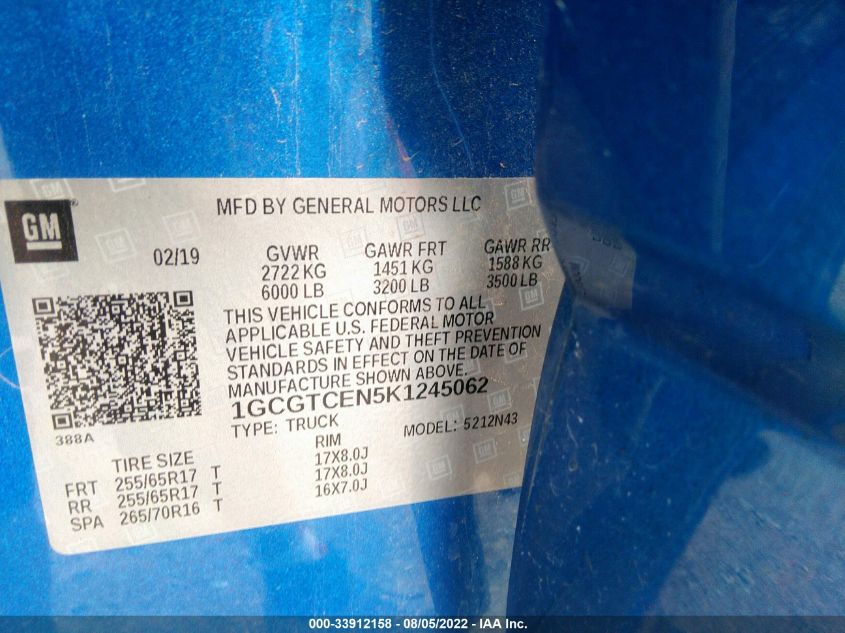 GM
MFD BY GENERAL MOTORS LLC
02/19
GVWR GAWR FRT GAWR RR
2722 KG 1451 KG 1588 KG
6000 LB 3200 LB 3500 LB
THIS VEHICLE CONFORMS TO ALL
APPLICABLE U.S. FEDERAL MOTOR
VEHICLE SAFETY AND THEFT PREVENTION
STANDARDS IN EFFECT ON THE DATE OF
MANUFACTURE SHOWN ABOVE.
1GCGTCEN5K1245062
388A
TYPE: TRUCK MODEL: 5212N43
TIRE SIZE RIM
FRT 255/65R17 T 17X8.0J
RR 255/65R17 T 17X8.0J
SPA 265/70R16 T 16X7.0J
000-33912158 - 08/05/2022 - IAA Inc.